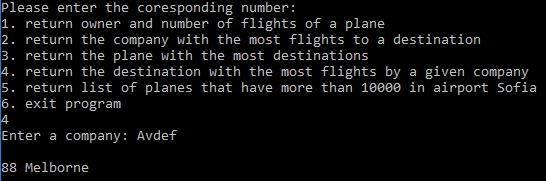 Please enter the coresponding number:
1. return owner and number of flights of a plane
2. return the company with the most flights to a destination
3. return the plane with the most destinations
4. return the destination with the most flights by a given company
5. return list of planes that have more than 10000 in airport Sofia
6. exit program
4
Enter a company: Avdef
88 Melborne